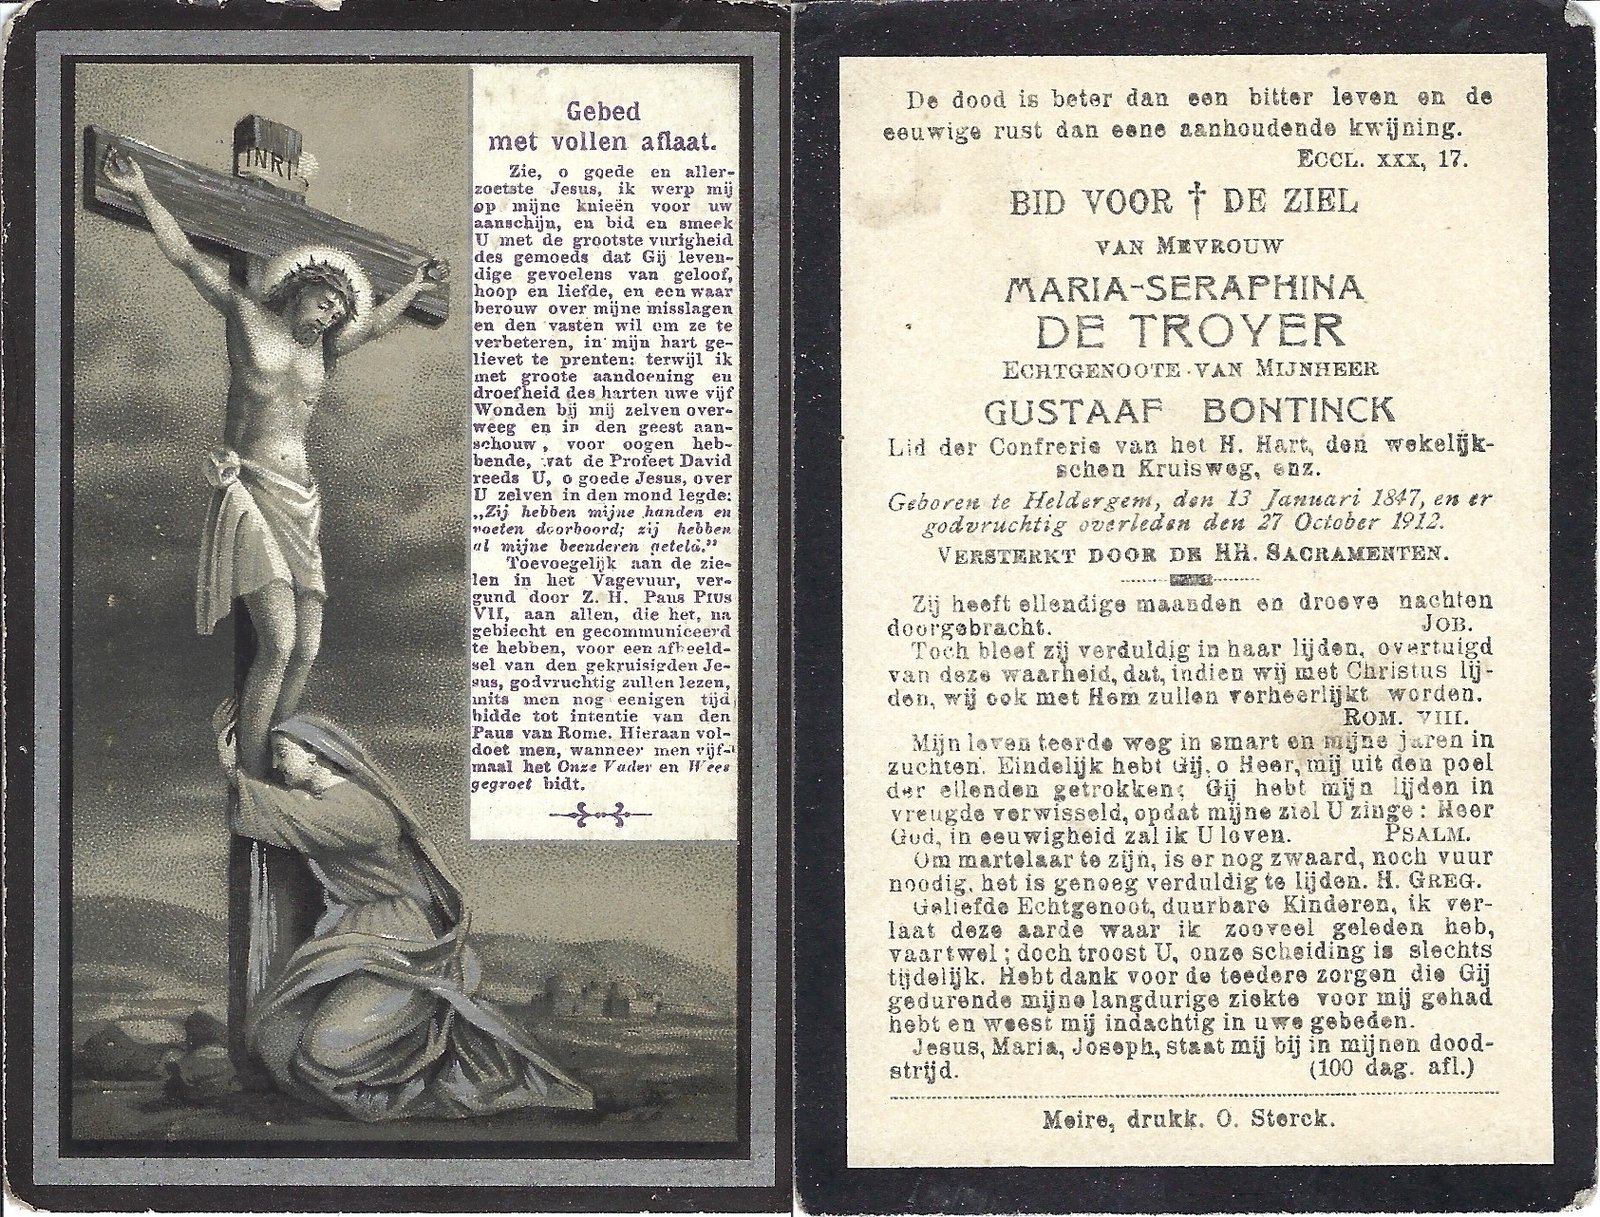 INRI
Gebed
met vollen aflaat.
Zie, o goede en aller-
zoetste Jesus, ik werp mij
op mijne knieën voor uw
aanschijn, en bid en smeek
U met de grootste vurigheid
des gemoeds dat Gij leven-
dige gevoelens van geloof,
hoop en liefde, en een waar
berouw over mijne misslagen
en den vasten wil om ze te
verbeteren, in mijn hart ge-
lievet te prenten: terwijl ik
met groote aandoening en
droefheid des harten uwe vijf
Wonden bij mij zelven over-
weeg en in den geest aan-
schouw, voor oogen heb-
bende, wat de Profeet David
reeds U, o goede Jesus, over
U zelven in den mond legde:
„Zij hebben mijne handen en
voeten doorboord; zij hebben
al mijne beenderen geteld."
Toevoegelijk aan de zie-
len in het Vagevuur, ver-
gund door Z. H. Paus Pius
VII, aan allen, die het, na
gebiecht en gecommuniceerd
te hebben, voor een afbeeld-
sel van den gekruisigden Je-
sus, godvruchtig zullen lezen,
mits men nog eenigen tijd
bidde tot intentie van den
Paus van Rome. Hieraan vol-
doet men, wanneer men vijf-
maal het Onze Vader en Wees
gegroet bidt.
De dood is beter dan een bitter leven en de
eeuwige rust dan eene aanhoudende kwijning.
ECCL. XXX, 17.
BID VOOR † DE ZIEL
VAN MEVROUW
MARIA-SERAPHINA
DE TROYER
ECHTGENOOTE VAN MIJNHEER
GUSTAAF BONTINCK
Lid der Confrerie van het H. Hart, den wekelijk-
schen Kruisweg, enz.
Geboren te Heldergem, den 13 Januari 1847, en er
godvruchtig overleden den 27 October 1912.
VERSTERKT DOOR DE HH. SACRAMENTEN.
Zij heeft ellendige maanden en droeve nachten
doorgebracht. JOB.
Toch bleef zij verduldig in haar lijden, overtuigd
van deze waarheid, dat, indien wij met Christus lij-
den, wij ook met Hem zullen verheerlijkt worden.
ROM. VIII.
Mijn leven teerde weg in smart en mijne jaren in
zuchten. Eindelijk hebt Gij, o Heer, mij uit den poel
der ellenden getrokken; Gij hebt mijn lijden in
vreugde verwisseld, opdat mijne ziel U zinge: Heer
God, in eeuwigheid zal ik U loven. PSALM.
Om martelaar te zijn, is er nog zwaard, noch vuur
noodig, het is genoeg verduldig te lijden. H. GREG.
Geliefde Echtgenoot, duurbare Kinderen, ik ver-
laat deze aarde waar ik zooveel geleden heb,
vaartwel; doch troost U, onze scheiding is slechts
tijdelijk. Hebt dank voor de teedere zorgen die Gij
gedurende mijne langdurige ziekte voor mij gehad
hebt en weest mij indachtig in uwe gebeden.
Jesus, Maria, Joseph, staat mij bij in mijnen dood-
strijd. (100 dag. afl.)
Meire, drukk. O. Sterck.